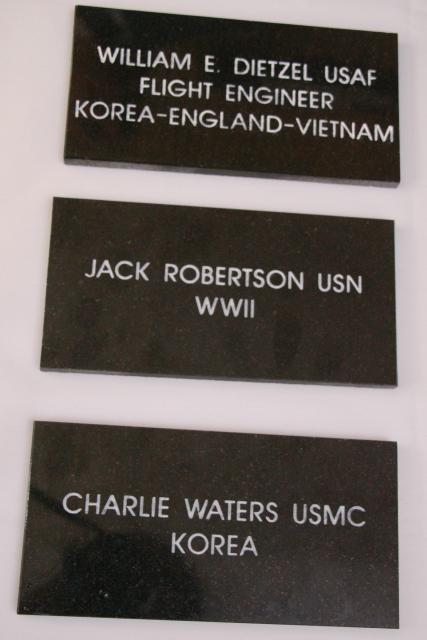 WILLIAM E. DIETZEL USAF
FLIGHT ENGINEER
KOREA-ENGLAND-VIETNAM
JACK ROBERTSON USN
WWII
CHARLIE WATERS USMC
KOREA